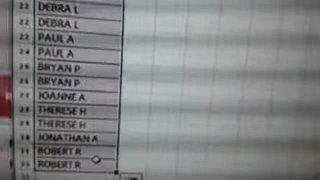 DEBRA L
DEBRA L
PAUL A
PAUL A
BRYAN P
BRYAN P
JOANNE A
THERESE H
THERESE H
JONATHAN A
ROBERT R
ROBERT R